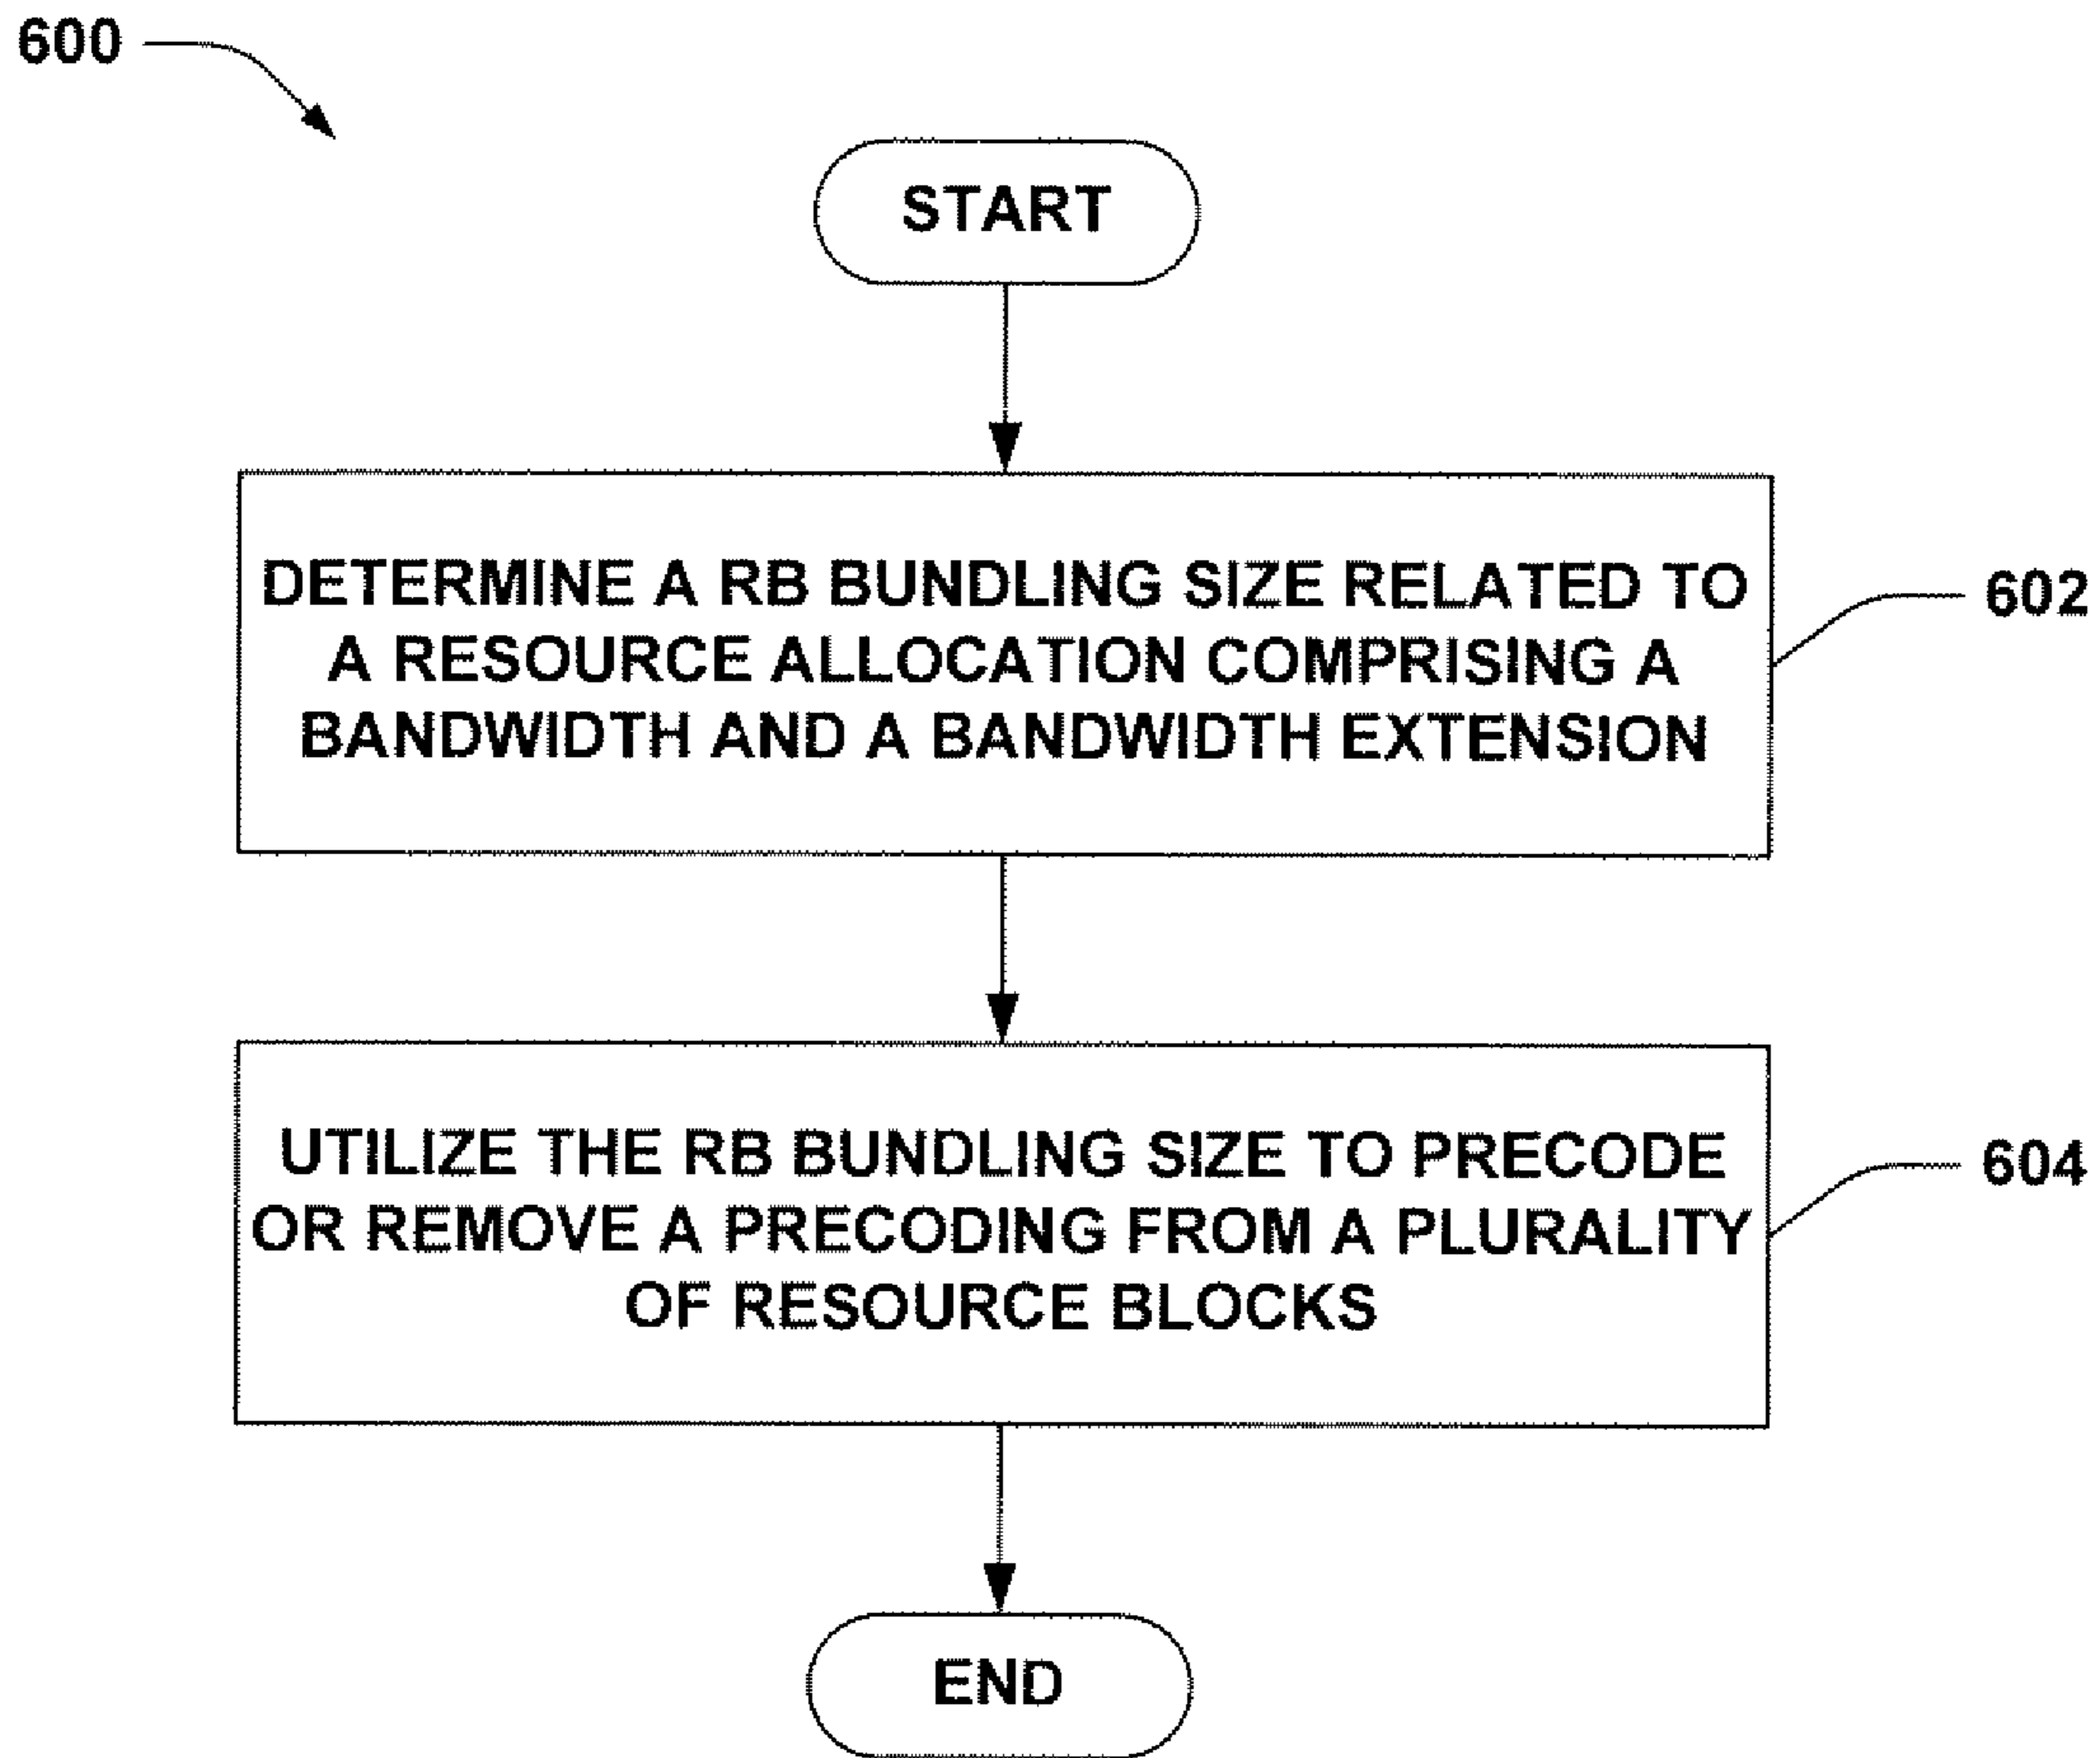 600
START
DETERMINE A RB BUNDLING SIZE RELATED TO
A RESOURCE ALLOCATION COMPRISING A
BANDWIDTH AND A BANDWIDTH EXTENSION
602
UTILIZE THE RB BUNDLING SIZE TO PRECODE
OR REMOVE A PRECODING FROM A PLURALITY
OF RESOURCE BLOCKS
604
END